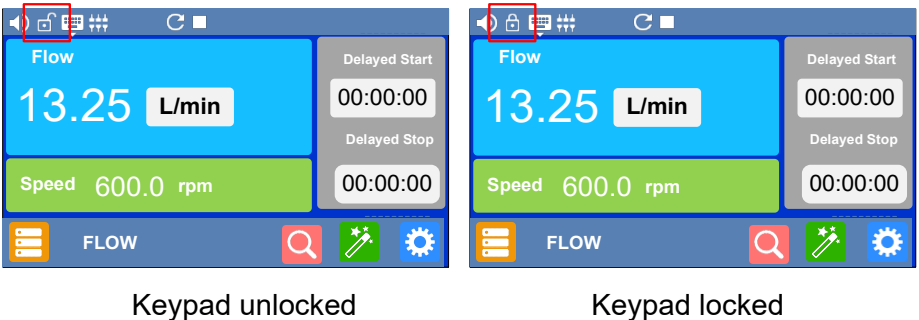 Flow
13.25 L/min
Delayed Start
00:00:00
Delayed Stop
Speed 600.0 rpm
00:00:00
FLOW
Flow
13.25 L/min
Delayed Start
00:00:00
Delayed Stop
Speed 600.0 rpm
00:00:00
FLOW
Keypad unlocked
Keypad locked